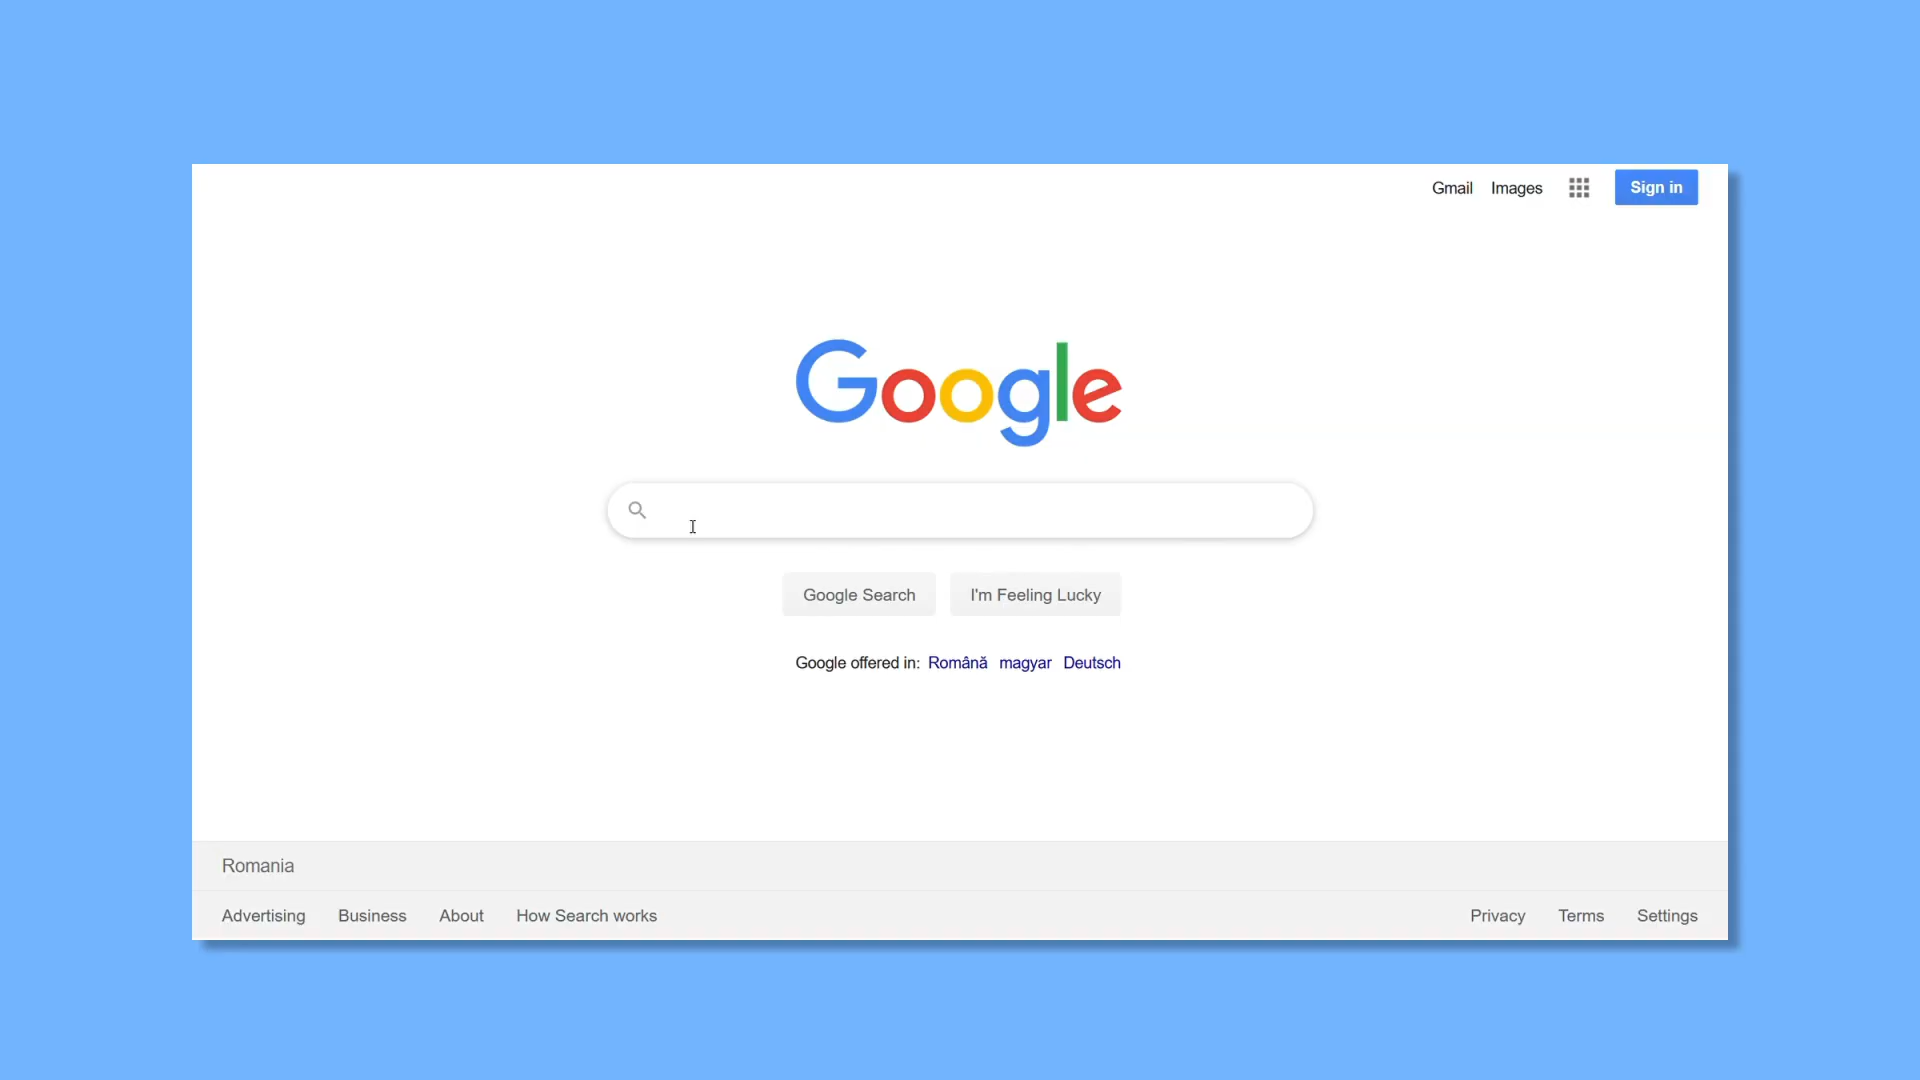 Gmail Images Sign in
Google
Google Search I'm Feeling Lucky
Google offered in: Română magyar Deutsch
Romania
Advertising Business About How Search works Privacy Terms Settings